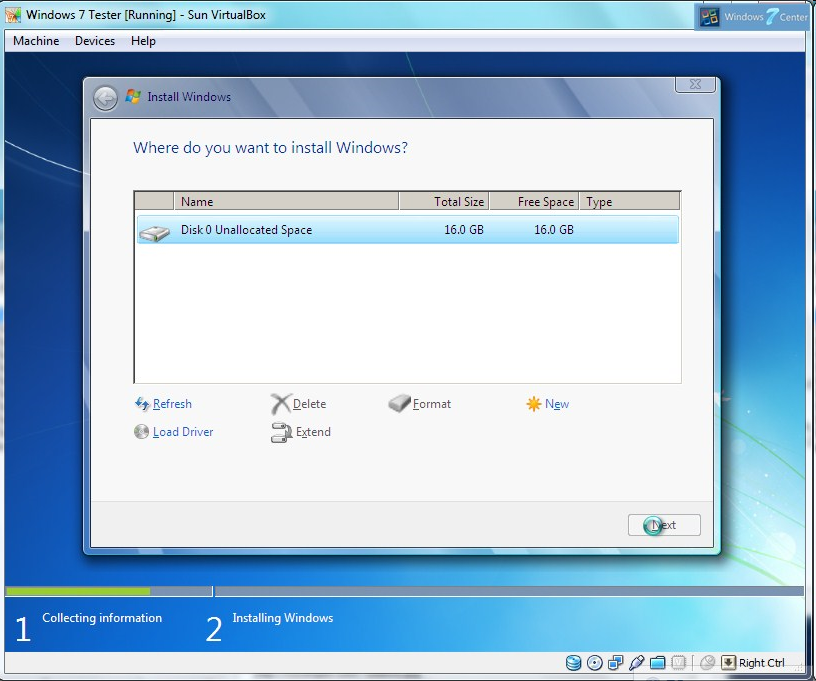 Windows 7 Tester [Running] - Sun VirtualBox
Windows 7 Center
Machine Devices Help
Install Windows
Where do you want to install Windows?
Name Total Size Free Space Type
Disk 0 Unallocated Space 16.0 GB 16.0 GB
Refresh Delete Format New
Load Driver Extend
Next
1 Collecting information 2 Installing Windows
Right Ctrl